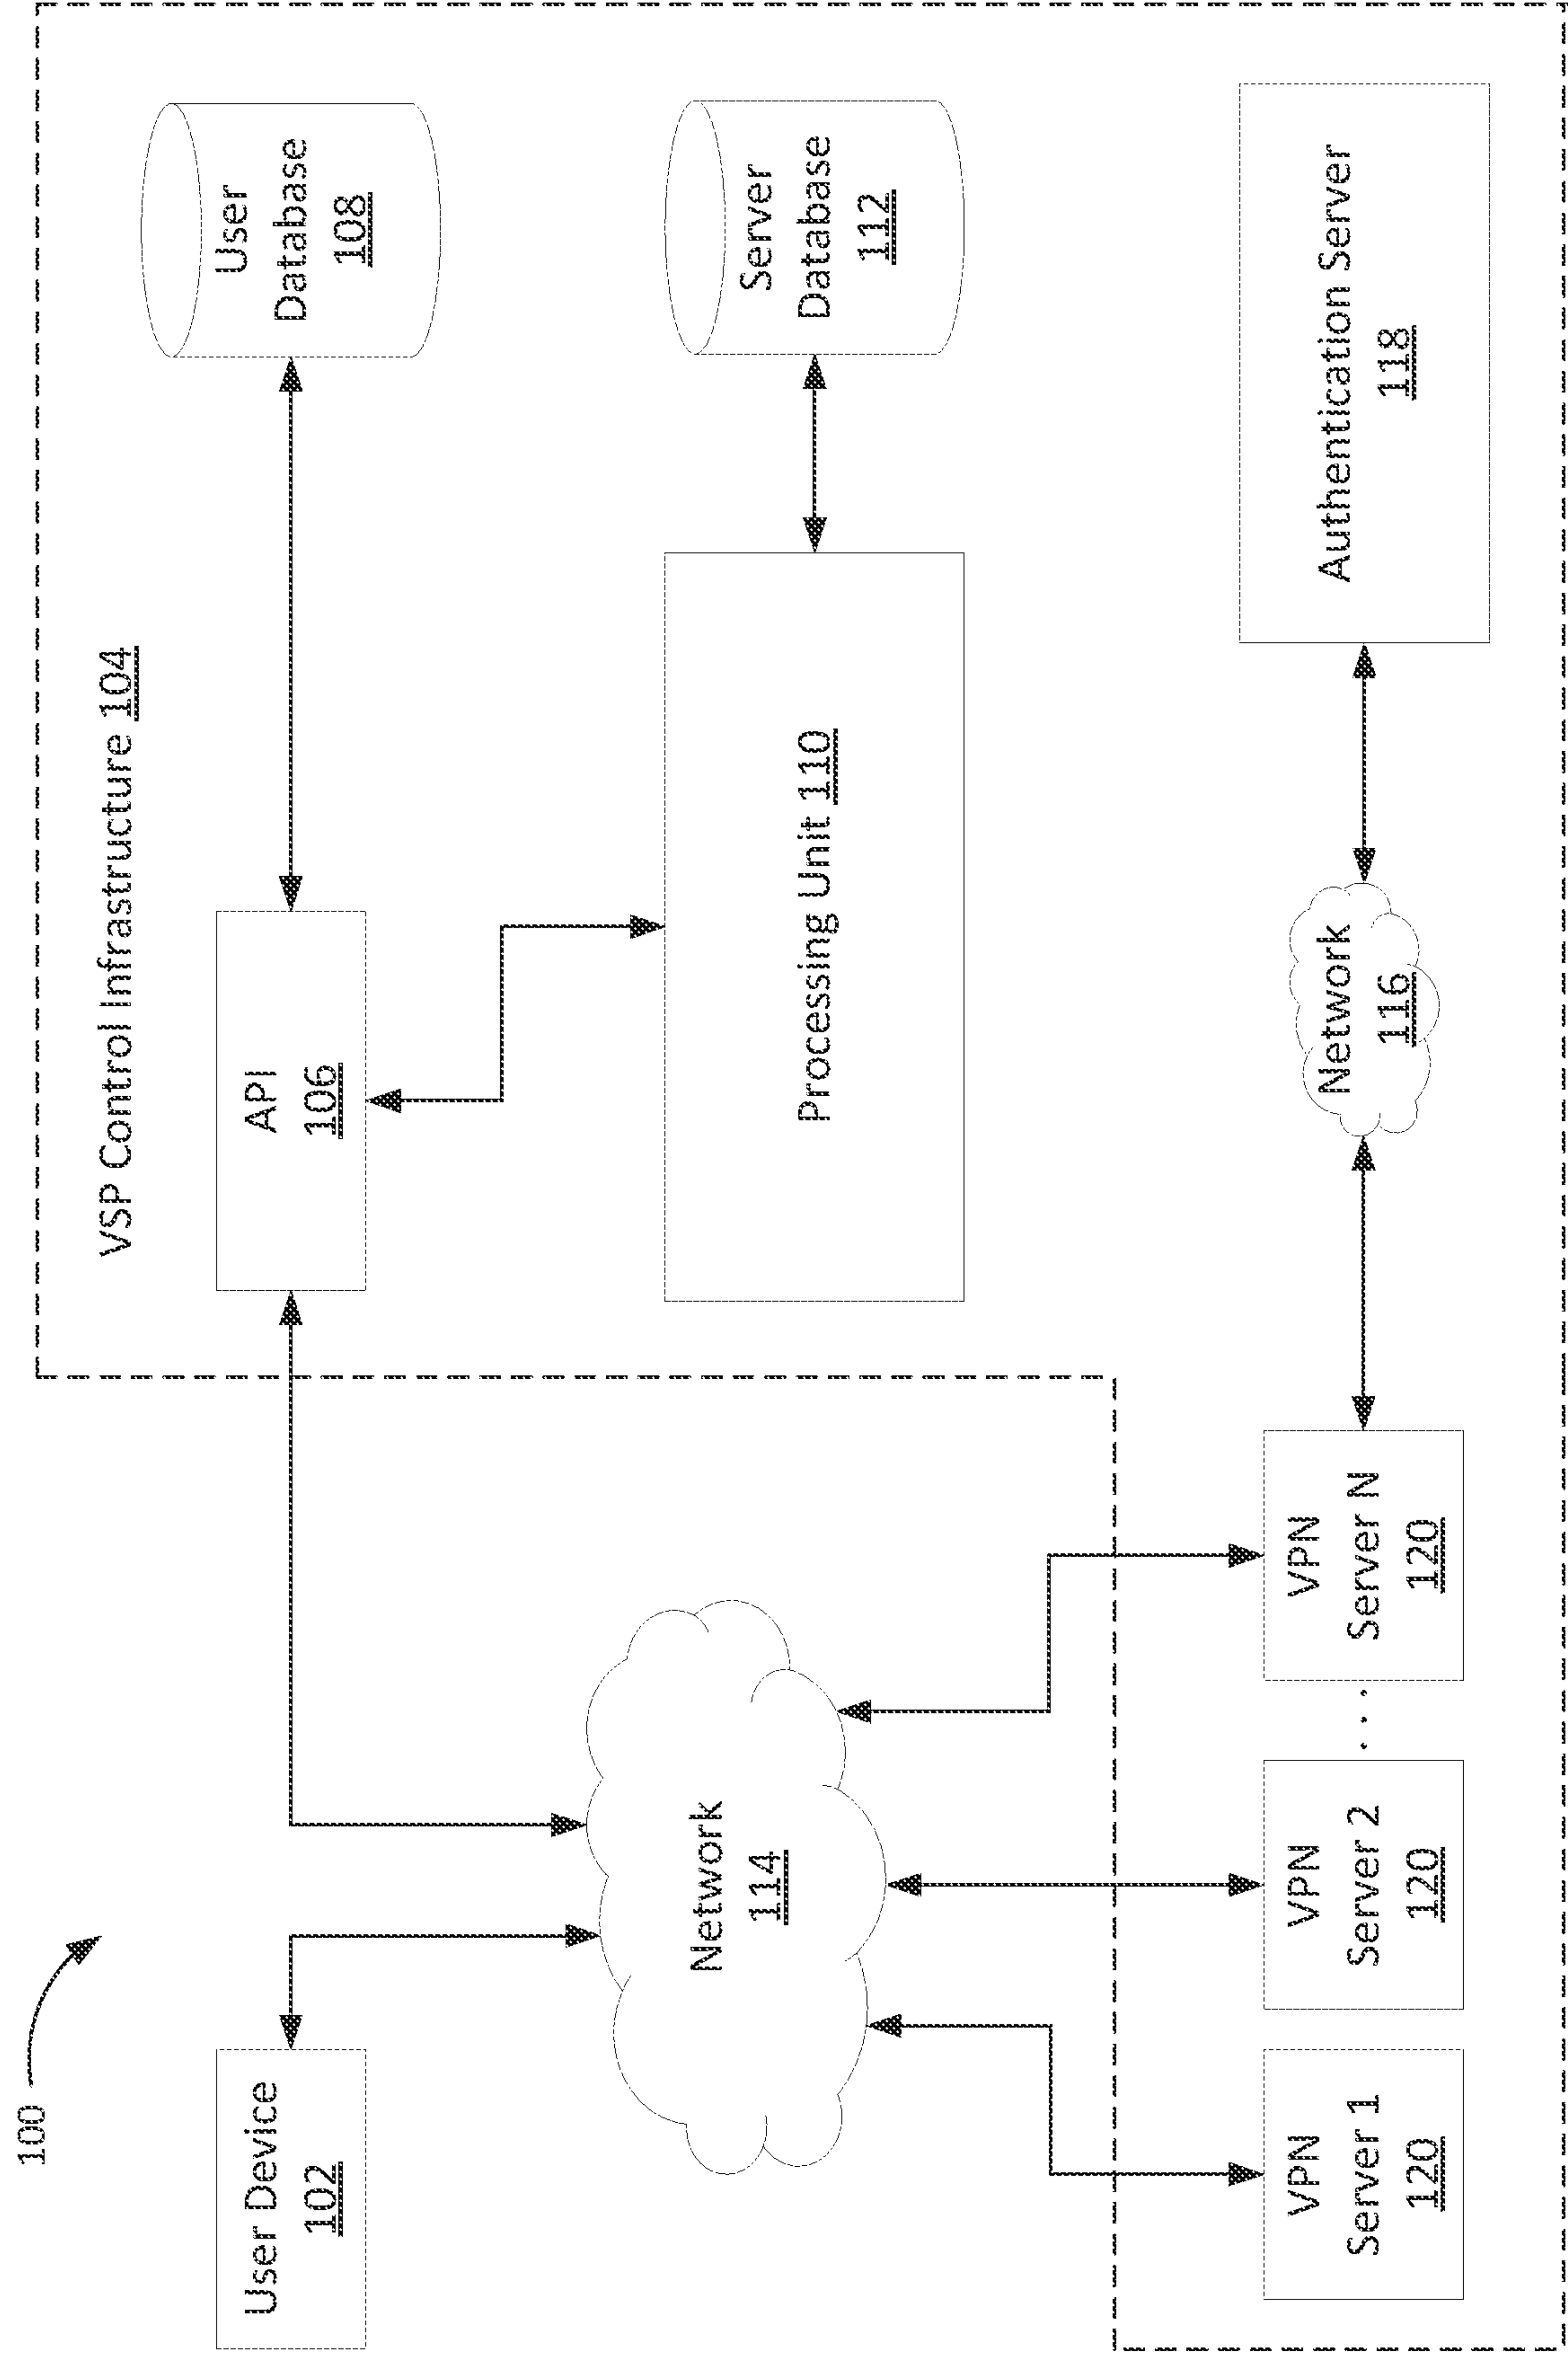 100
VSP Control Infrastructure 104
User Device
102
API
106
User
Database
108
Network
114
Processing Unit 110
Server
Database
112
VPN
Server 1
120
VPN
Server 2
120
...
VPN
Server N
120
Network
116
Authentication Server
118